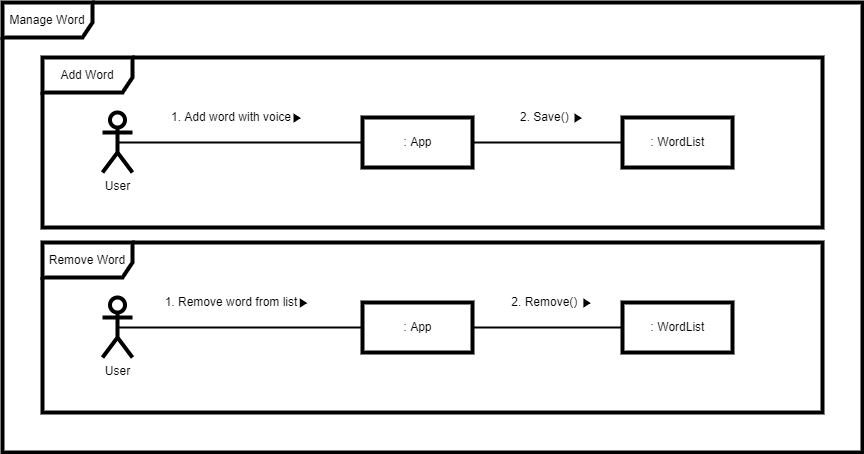 Manage Word
Add Word
1. Add word with voice
2. Save()
: App
: WordList
User
Remove Word
1. Remove word from list
2. Remove()
: App
: WordList
User